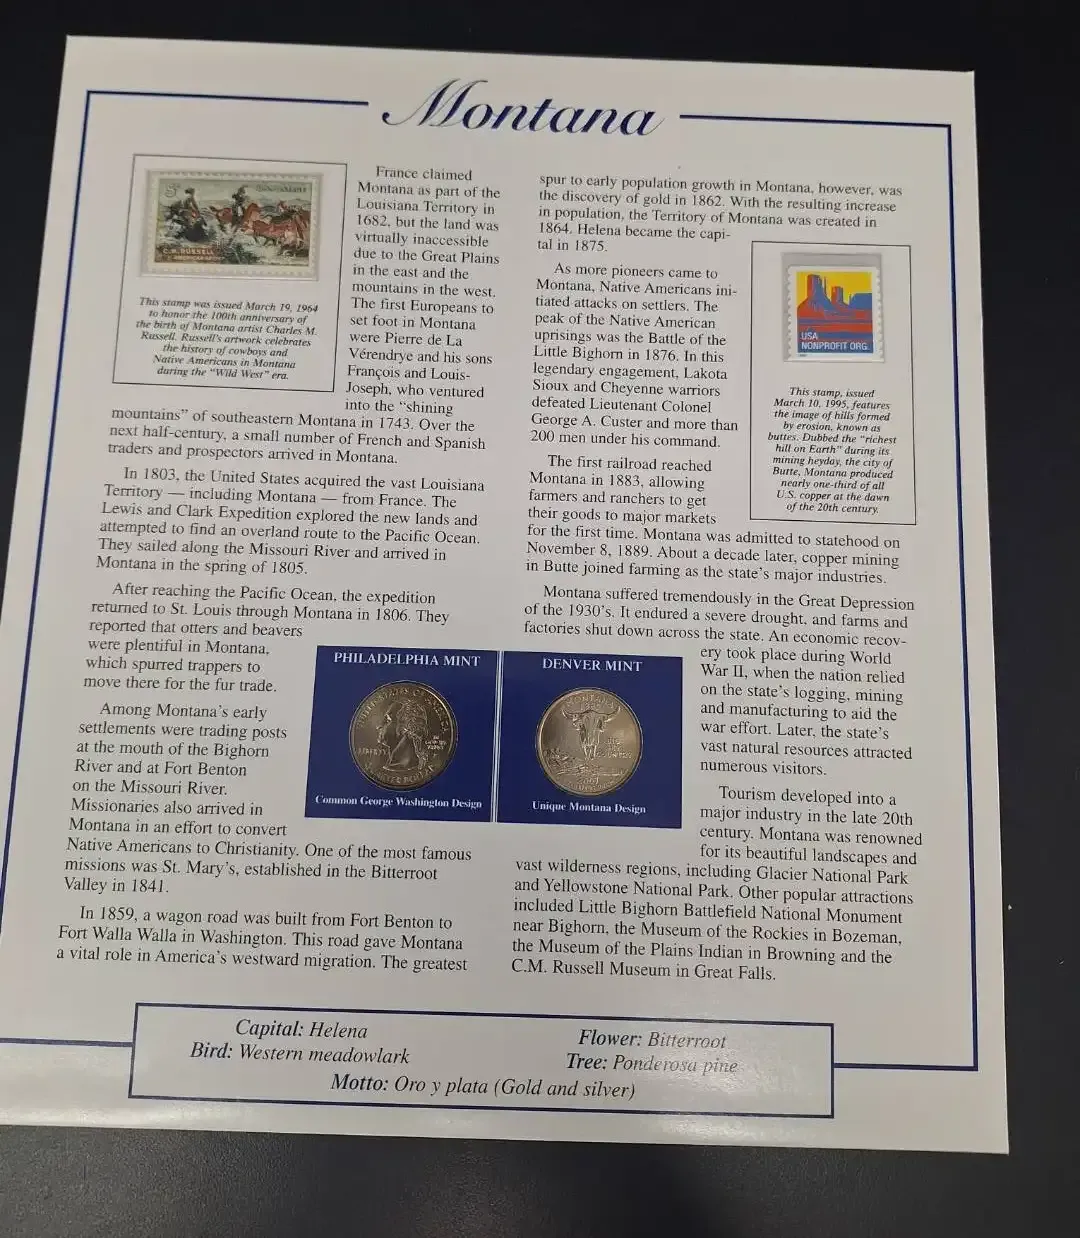 Montana
5¢
U.S. POSTAGE
C.M. RUSSELL
AMERICAN ARTIST
This stamp was issued March 19, 1964
to honor the 100th anniversary of
the birth of Montana artist Charles M.
Russell. Russell's artwork celebrates
the history of cowboys and
Native Americans in Montana
during the "Wild West" era.
France claimed
Montana as part of the
Louisiana Territory in
1682, but the land was
virtually inaccessible
due to the Great Plains
in the east and the
mountains in the west.
The first Europeans to
set foot in Montana
were Pierre de La
Vérendrye and his sons
François and Louis-
Joseph, who ventured
into the "shining
mountains" of southeastern Montana in 1743. Over the
next half-century, a small number of French and Spanish
traders and prospectors arrived in Montana.
In 1803, the United States acquired the vast Louisiana
Territory — including Montana — from France. The
Lewis and Clark Expedition explored the new lands and
attempted to find an overland route to the Pacific Ocean.
They sailed along the Missouri River and arrived in
Montana in the spring of 1805.
After reaching the Pacific Ocean, the expedition
returned to St. Louis through Montana in 1806. They
reported that otters and beavers
were plentiful in Montana,
which spurred trappers to
move there for the fur trade.
Among Montana's early
settlements were trading posts
at the mouth of the Bighorn
River and at Fort Benton
on the Missouri River.
Missionaries also arrived in
Montana in an effort to convert
Native Americans to Christianity. One of the most famous
missions was St. Mary's, established in the Bitterroot
Valley in 1841.
In 1859, a wagon road was built from Fort Benton to
Fort Walla Walla in Washington. This road gave Montana
a vital role in America's westward migration. The greatest
spur to early population growth in Montana, however, was
the discovery of gold in 1862. With the resulting increase
in population, the Territory of Montana was created in
1864. Helena became the capi-
tal in 1875.
As more pioneers came to
Montana, Native Americans ini-
tiated attacks on settlers. The
peak of the Native American
uprisings was the Battle of the
Little Bighorn in 1876. In this
legendary engagement, Lakota
Sioux and Cheyenne warriors
defeated Lieutenant Colonel
George A. Custer and more than
200 men under his command.
The first railroad reached
Montana in 1883, allowing
farmers and ranchers to get
their goods to major markets
for the first time. Montana was admitted to statehood on
November 8, 1889. About a decade later, copper mining
in Butte joined farming as the state's major industries.
Montana suffered tremendously in the Great Depression
of the 1930's. It endured a severe drought, and farms and
factories shut down across the state. An economic recov-
ery took place during World
War II, when the nation relied
on the state's logging, mining
and manufacturing to aid the
war effort. Later, the state's
vast natural resources attracted
numerous visitors.
Tourism developed into a
major industry in the late 20th
century. Montana was renowned
for its beautiful landscapes and
vast wilderness regions, including Glacier National Park
and Yellowstone National Park. Other popular attractions
included Little Bighorn Battlefield National Monument
near Bighorn, the Museum of the Rockies in Bozeman,
the Museum of the Plains Indian in Browning and the
C.M. Russell Museum in Great Falls.
USA
NONPROFIT ORG.
This stamp, issued
March 10, 1995, features
the image of hills formed
by erosion, known as
buttes. Dubbed the "richest
hill on Earth" during its
mining heyday, the city of
Butte, Montana produced
nearly one-third of all
U.S. copper at the dawn
of the 20th century.
PHILADELPHIA MINT
UNITED STATES OF AMERICA
LIBERTY
IN
GOD WE
TRUST
QUARTER DOLLAR
Common George Washington Design
DENVER MINT
MONTANA
1889
BIG SKY
COUNTRY
2007
Unique Montana Design
Capital: Helena
Bird: Western meadowlark
Flower: Bitterroot
Tree: Ponderosa pine
Motto: Oro y plata (Gold and silver)